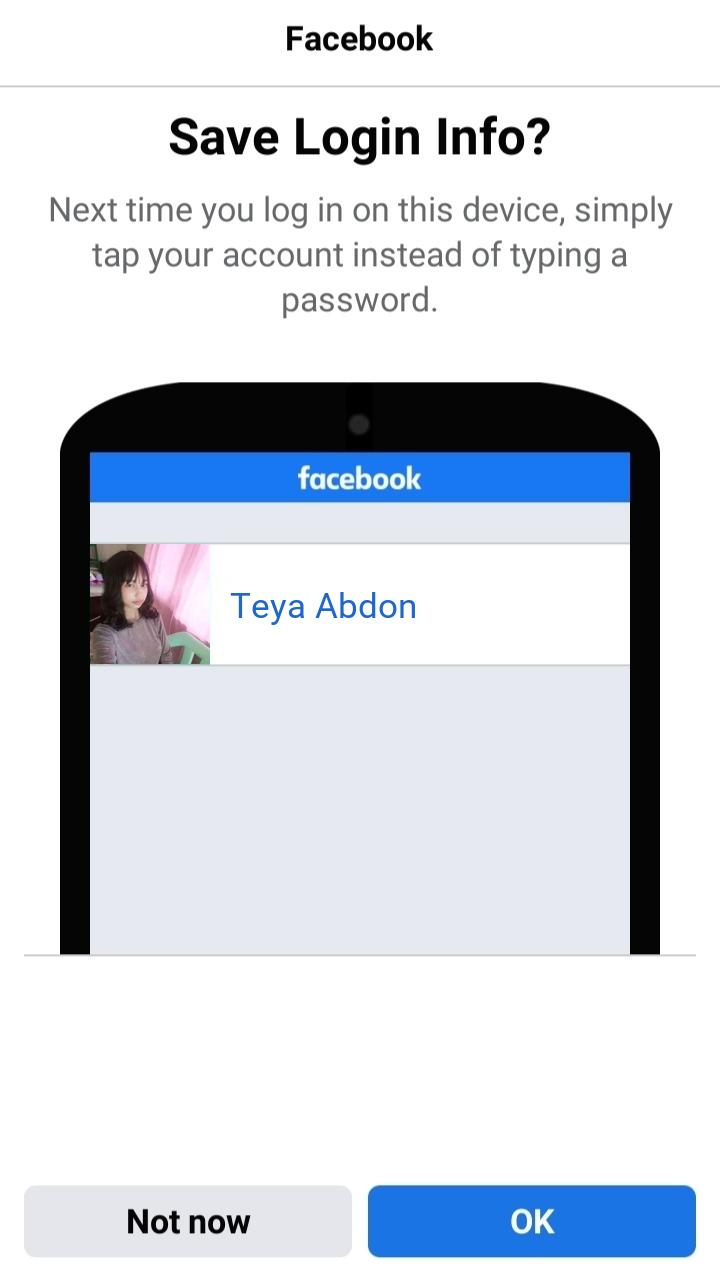 Facebook
Save Login Info?
Next time you log in on this device, simply
tap your account instead of typing a
password.
facebook
Teya Abdon
Not now
OK